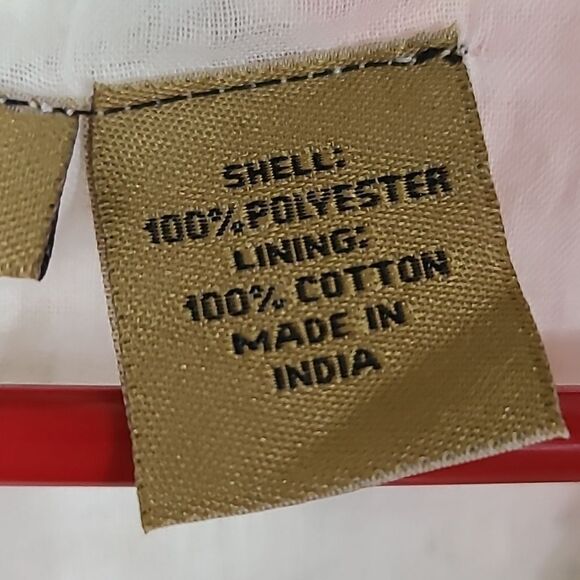 SHELL:
100% POLYESTER
LINING:
100% COTTON
MADE IN
INDIA